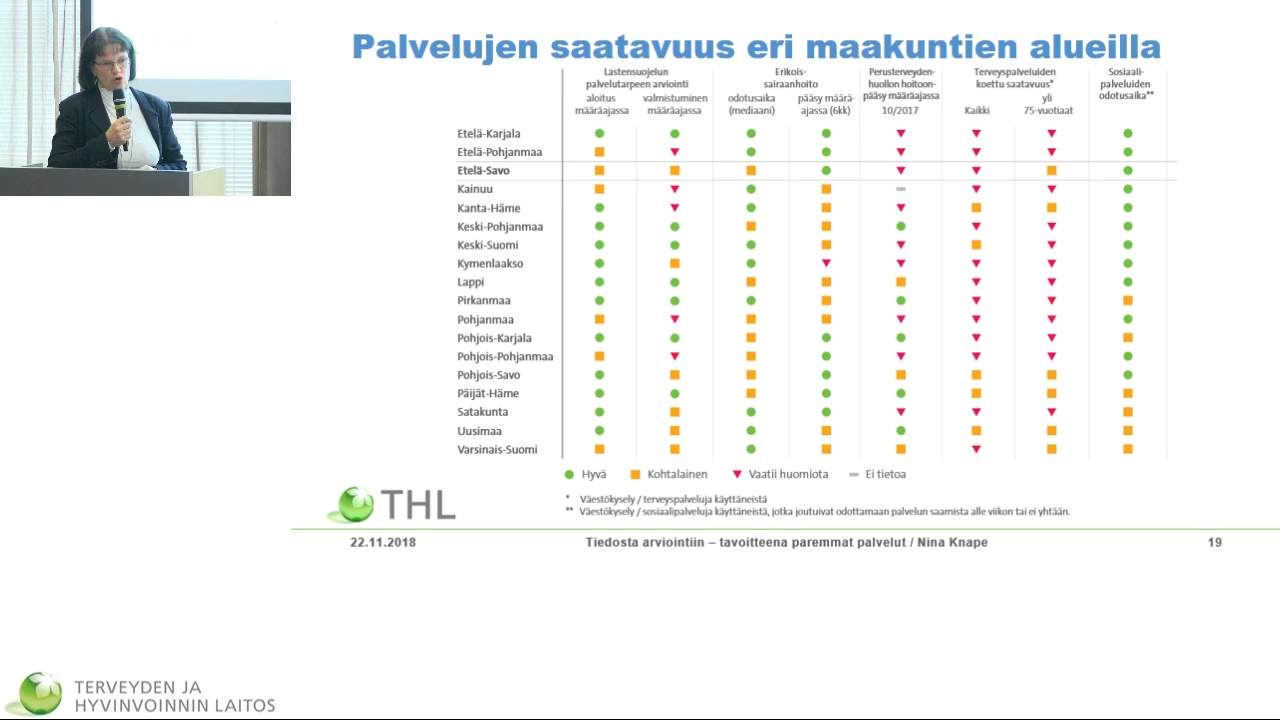 Palvelujen saatavuus eri maakuntien alueilla
Lastensuojelun
palvelutarpeen arviointi
aloitus
määräajassa
valmistuminen
määräajassa
Erikois-
sairaanhoito
odotusaika
(mediaani)
pääsy määrä-
ajassa (6kk)
Perusterveyden-
huollon hoitoon-
pääsy määräajassa
10/2017
Terveyspalveluiden
koettu saatavuus*
Kaikki
yli
75-vuotiaat
Sosiaali-
palveluiden
odotusaika**
Etelä-Karjala
Etelä-Pohjanmaa
Etelä-Savo
Kainuu
Kanta-Häme
Keski-Pohjanmaa
Keski-Suomi
Kymenlaakso
Lappi
Pirkanmaa
Pohjanmaa
Pohjois-Karjala
Pohjois-Pohjanmaa
Pohjois-Savo
Päijät-Häme
Satakunta
Uusimaa
Varsinais-Suomi
Hyvä Kohtalainen Vaatii huomiota Ei tietoa
* Väestökysely / terveyspalveluja käyttäneistä
** Väestökysely / sosiaalipalveluja käyttäneistä, jotka joutuivat odottamaan palvelun saamista alle viikon tai ei yhtään.
THL
22.11.2018 Tiedosta arviointiin – tavoitteena paremmat palvelut / Nina Knape 19
TERVEYDEN JA
HYVINVOINNIN LAITOS